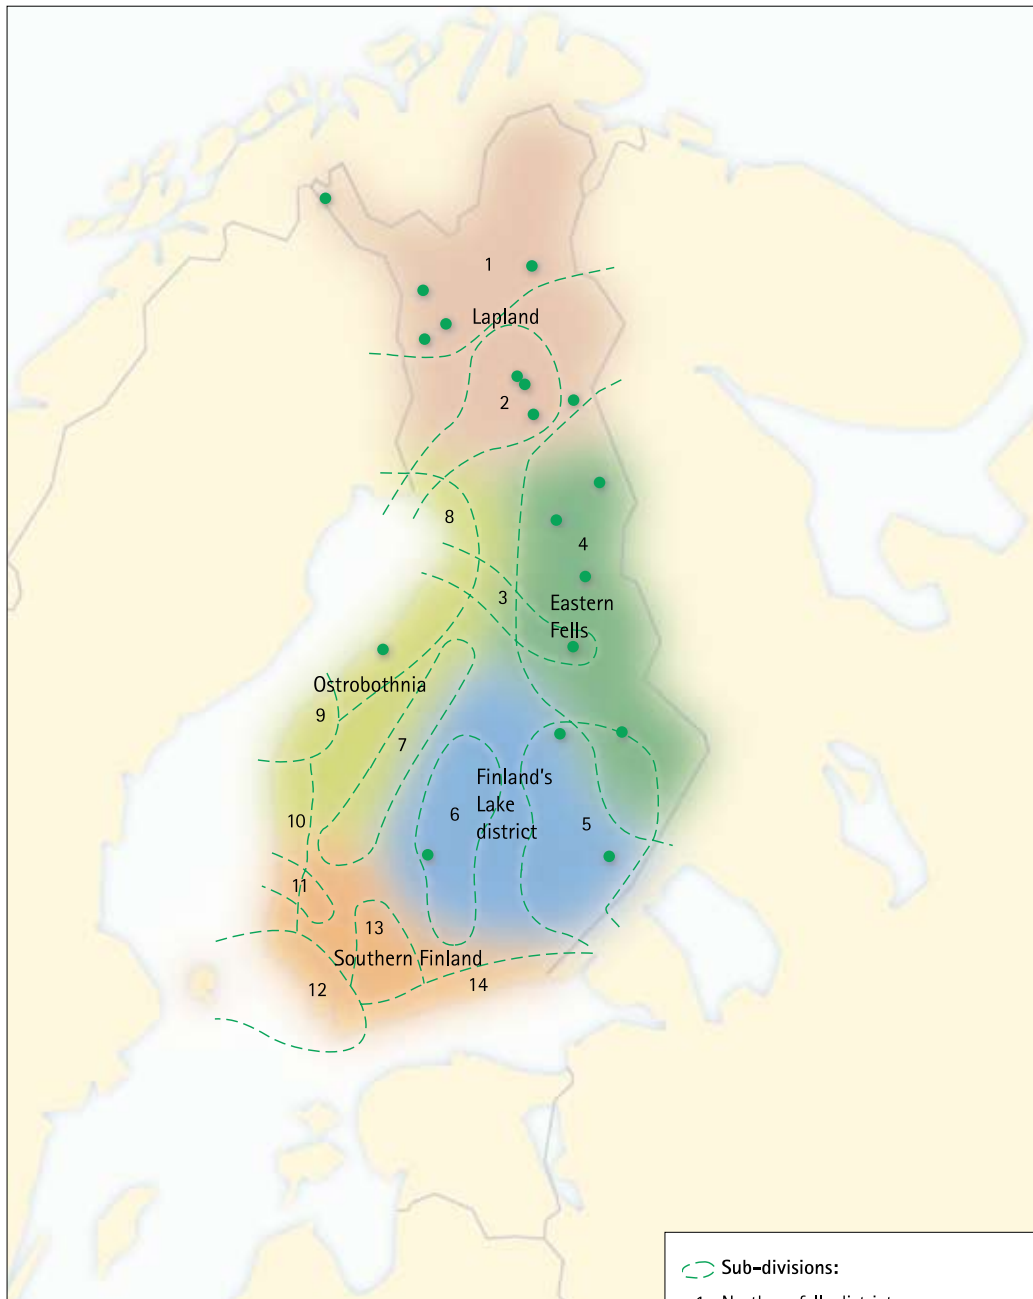 1
Lapland
2
8
4
3
Eastern
Fells
Ostrobothnia
9
7
Finland's
Lake
district
6
5
10
11
13
Southern Finland
12
14
Sub-divisions: